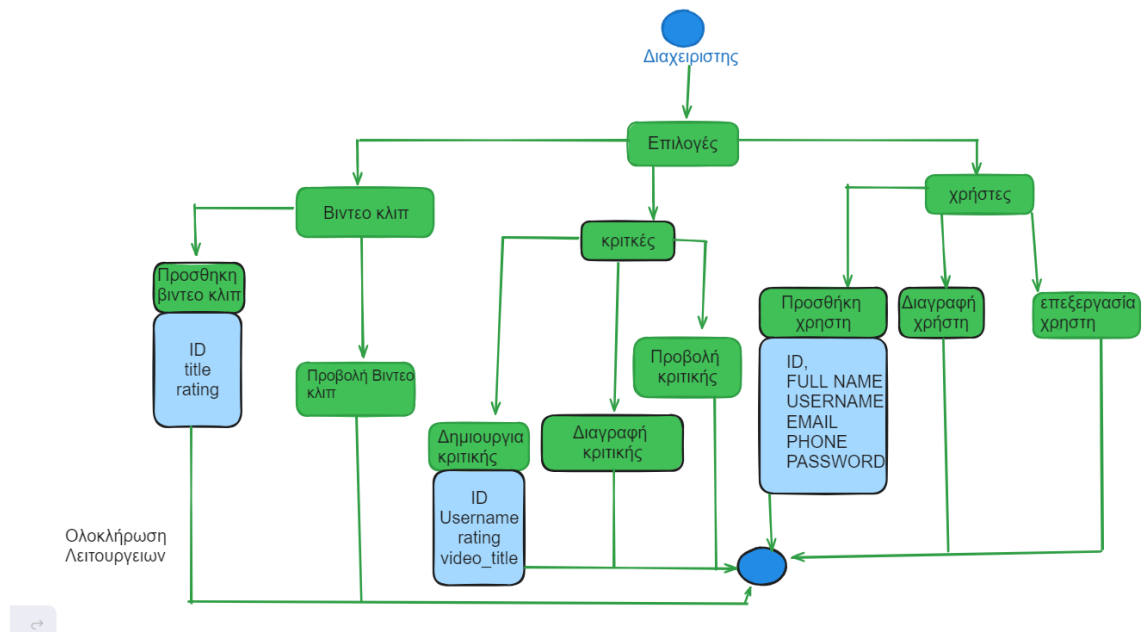 Διαχειριστης
Επιλογές
Βιντεο κλιπ
κριτκές
χρήστες
Προσθηκη
βιντεο κλιπ
ID
title
rating
Προβολή Βιντεο
κλιπ
Δημιουργια
κριτικής
ID
Username
rating
video_title
Διαγραφή
κριτικής
Προβολή
κριτικής
Προσθήκη
χρηστη
ID,
FULL NAME
USERNAME
EMAIL
PHONE
PASSWORD
Διαγραφή
χρήστη
επεξεργασία
χρηστη
Ολοκλήρωση
Λειτουργειων